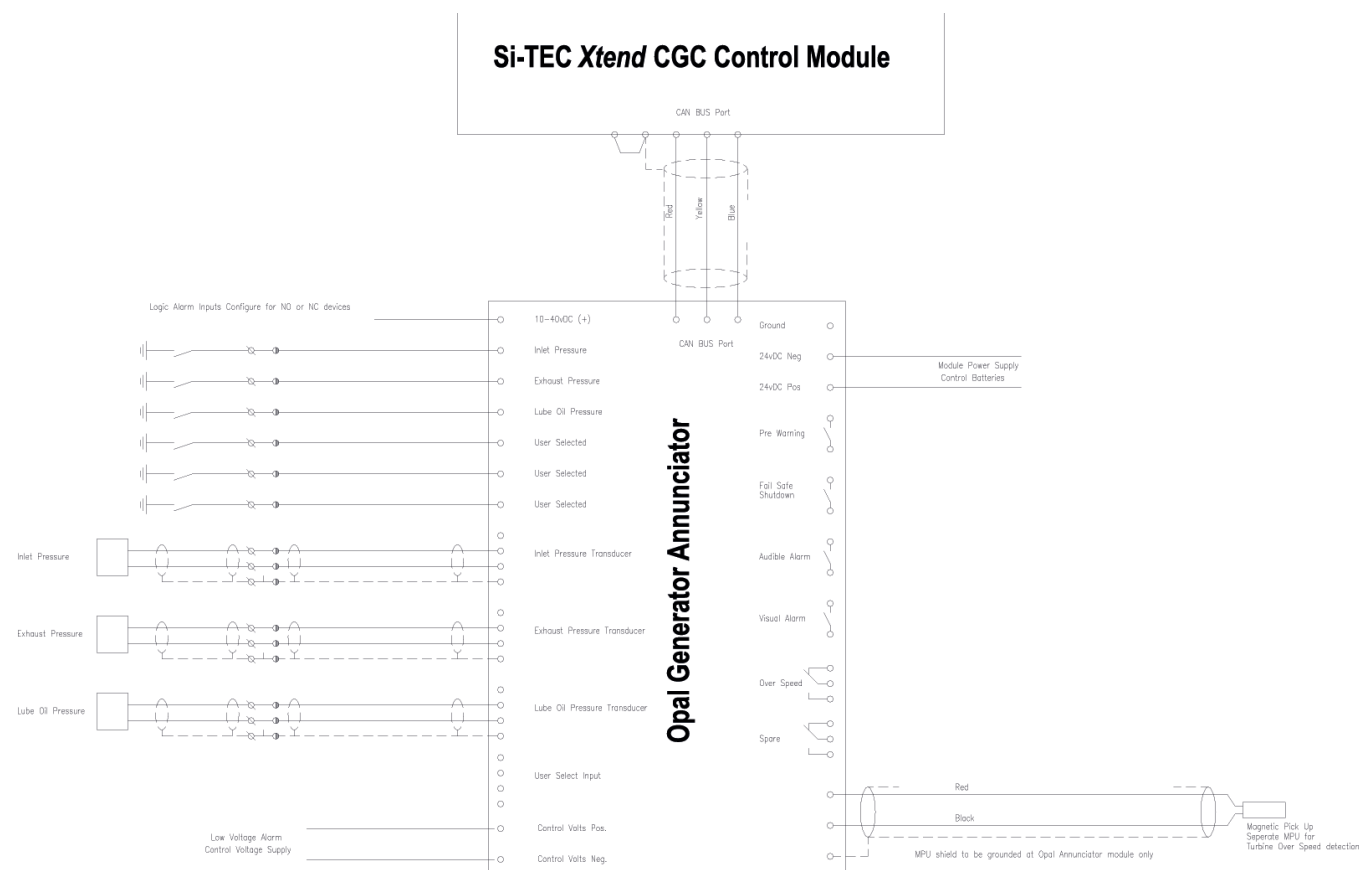 Si-TEC Xtend CGC Control Module
CAN BUS Port
Red
Yellow
Blue
Logic Alarm Inputs Configure for NO or NC devices
10-40vDC (+)
CAN BUS Port
Inlet Pressure
Exhaust Pressure
Lube Oil Pressure
User Selected
User Selected
User Selected
Inlet Pressure
Inlet Pressure Transducer
Exhaust Pressure
Exhaust Pressure Transducer
Lube Oil Pressure
Lube Oil Pressure Transducer
User Select Input
Low Voltage Alarm
Control Voltage Supply
Control Volts Pos.
Control Volts Neg.
Opal Generator Annunciator
Ground
24vDC Neg
24vDC Pos
Module Power Supply
Control Batteries
Pre Warning
Fail Safe
Shutdown
Audible Alarm
Visual Alarm
Over Speed
Spare
Red
Black
MPU shield to be grounded at Opal Annunciator module only
Magnetic Pick Up
Seperate MPU for
Turbine Over Speed detection